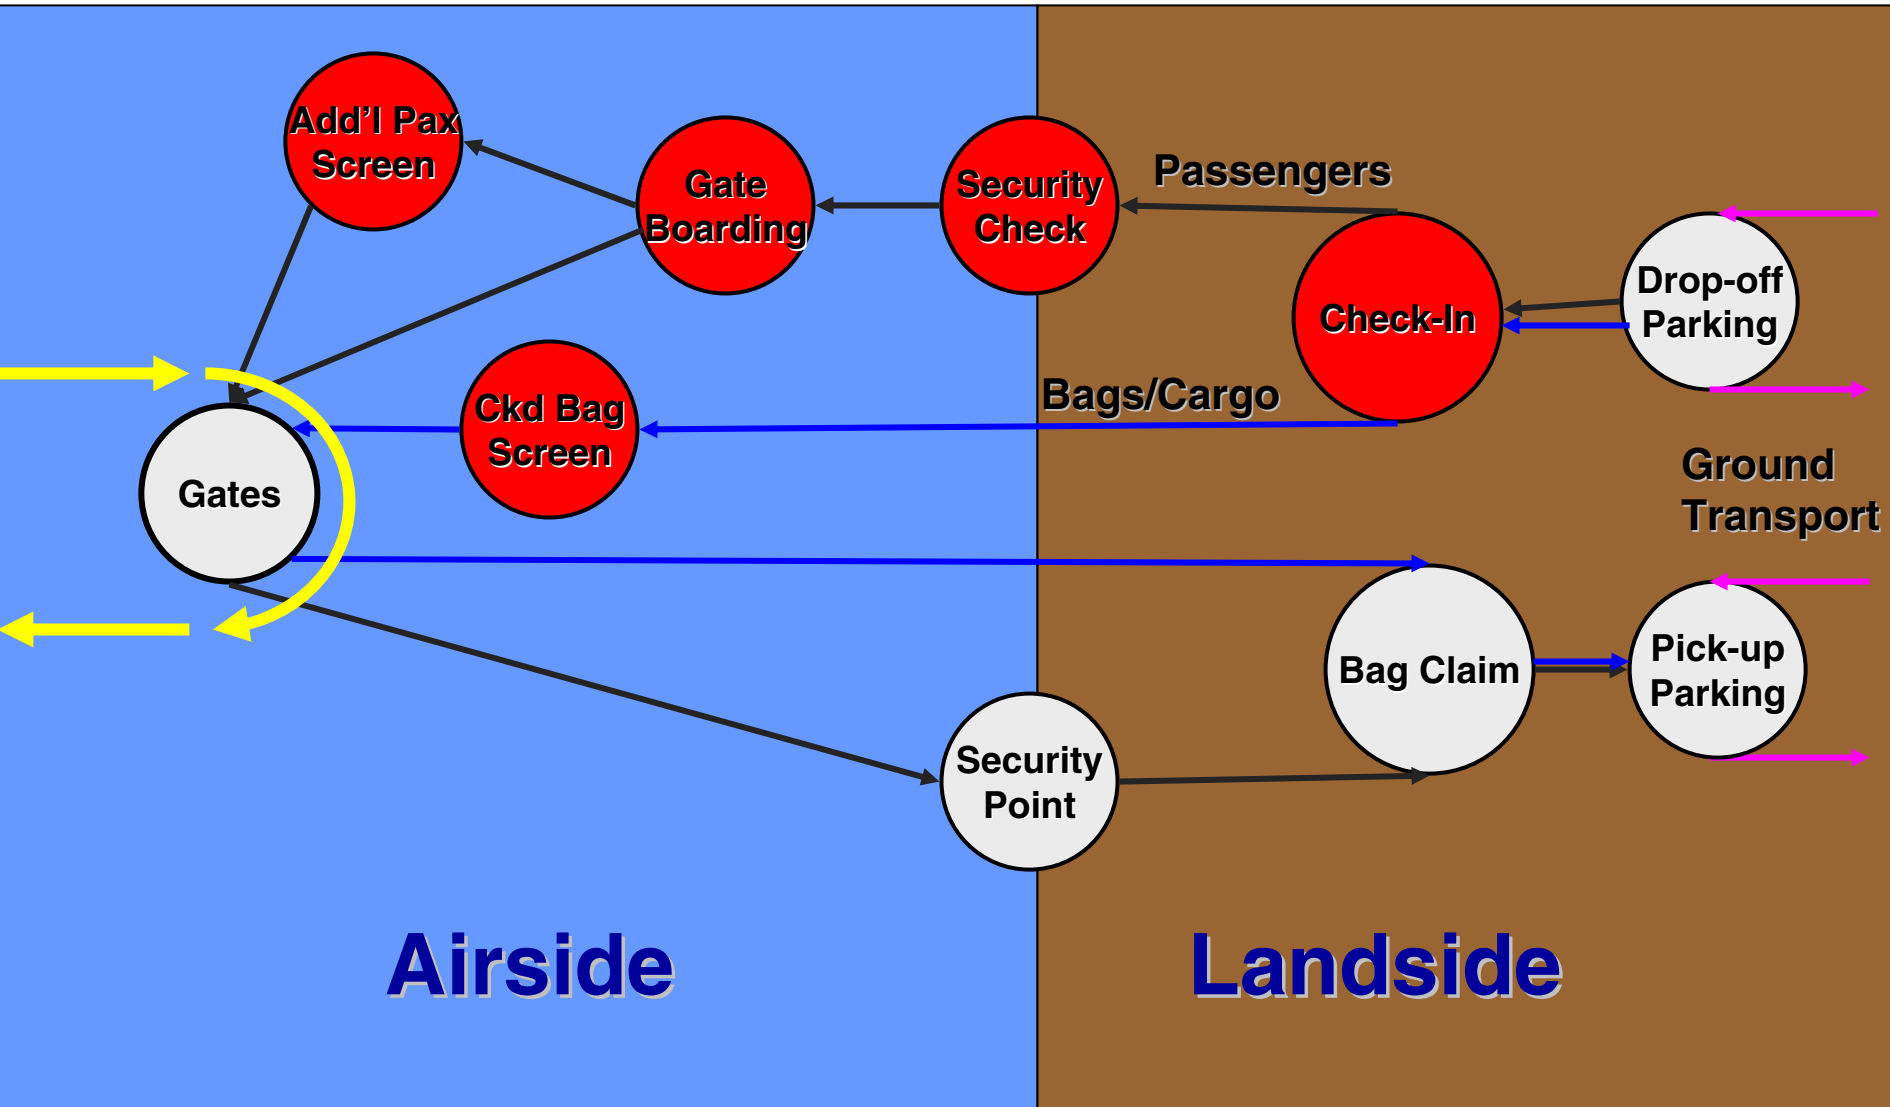 Add’l Pax
Screen
Gate
Boarding
Security
Check
Passengers
Check-In
Drop-off
Parking
Ckd Bag
Screen
Bags/Cargo
Gates
Ground
Transport
Bag Claim
Pick-up
Parking
Security
Point
Airside
Landside